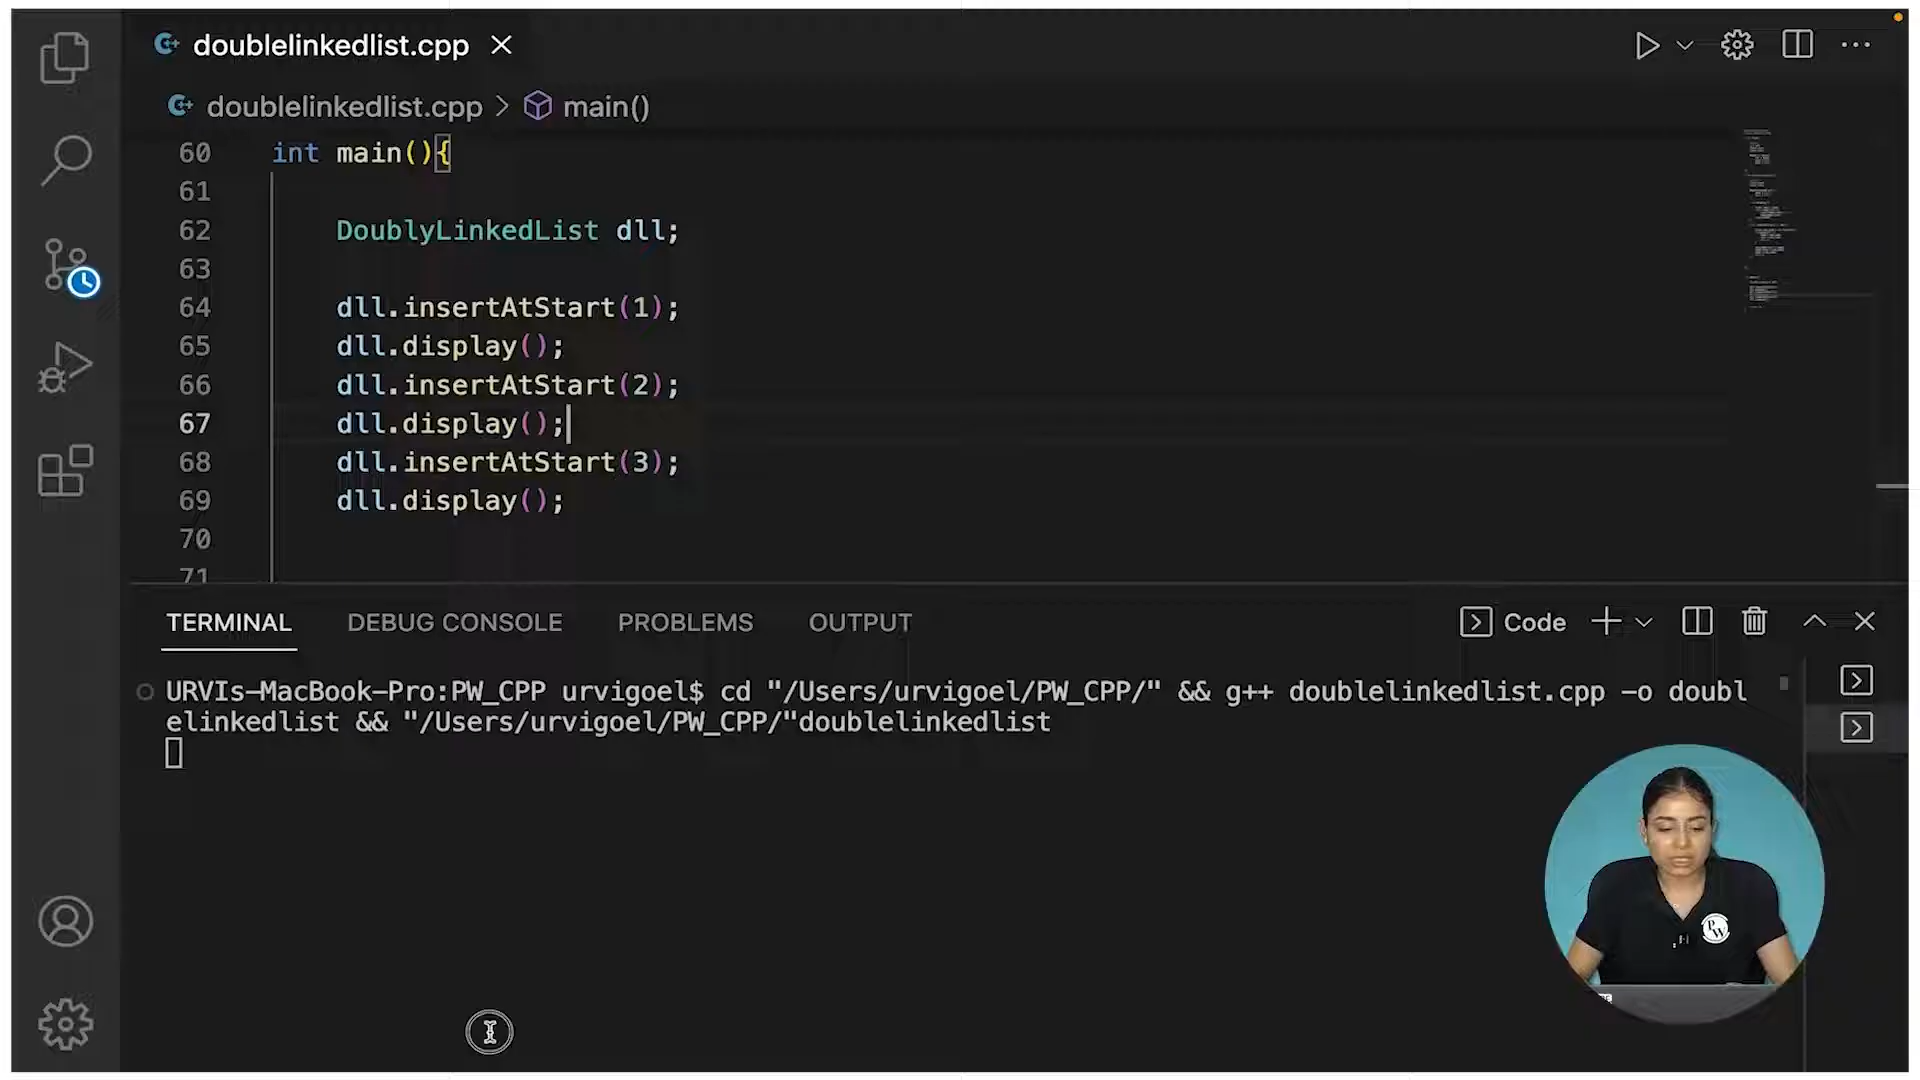 doublelinkedlist.cpp
doublelinkedlist.cpp > main()
60 int main(){
61
62 DoublyLinkedList dll;
63
64 dll.insertAtStart(1);
65 dll.display();
66 dll.insertAtStart(2);
67 dll.display();
68 dll.insertAtStart(3);
69 dll.display();
70
71
TERMINAL DEBUG CONSOLE PROBLEMS OUTPUT Code
URVIs-MacBook-Pro:PW_CPP urvigoel$ cd "/Users/urvigoel/PW_CPP/" && g++ doublelinkedlist.cpp -o doubl
elinkedlist && "/Users/urvigoel/PW_CPP/"doublelinkedlist
PW